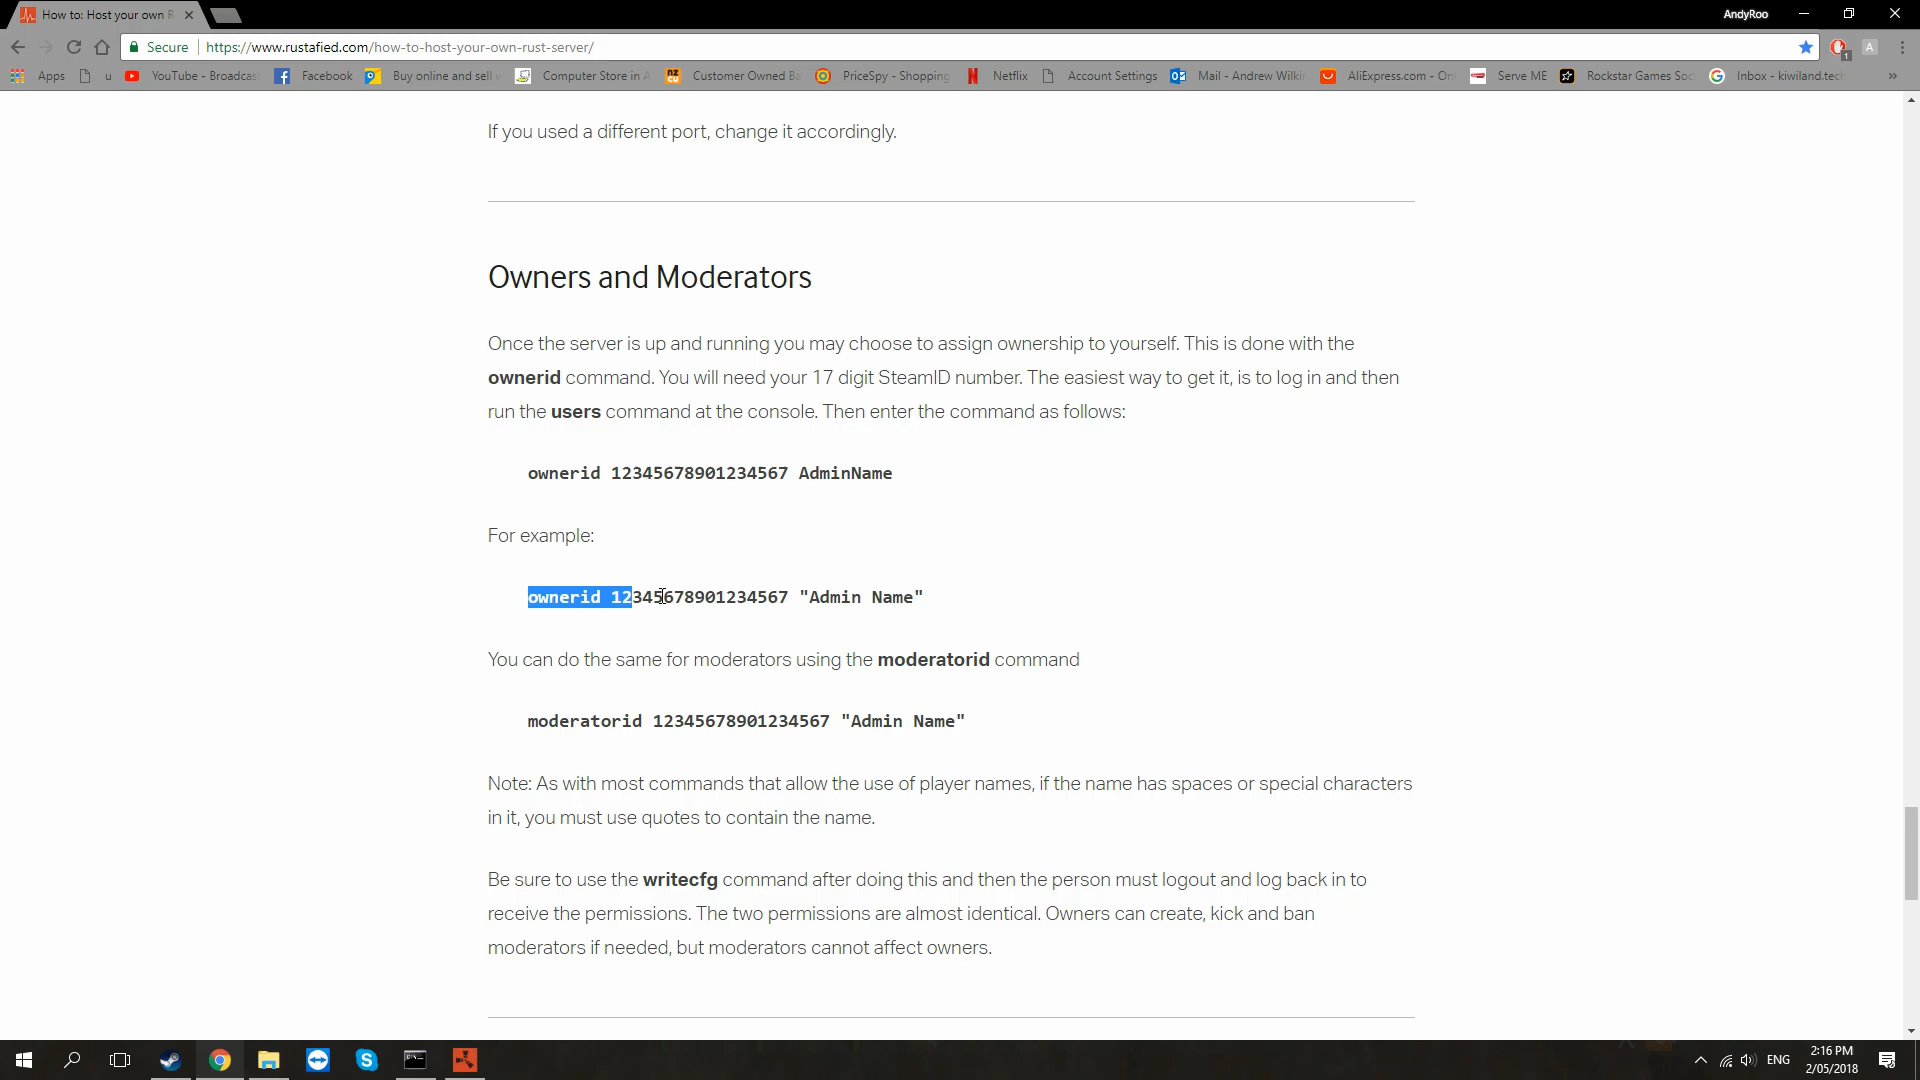 How to: Host your own R
AndyRoo
Secure
https://www.rustafied.com/how-to-host-your-own-rust-server/
1
A
Apps
u
YouTube - Broadcas
Facebook
Buy online and sell
Computer Store in A
Customer Owned Ba
PriceSpy - Shopping
Netflix
Account Settings
Mail - Andrew Wilki
AliExpress.com - Onl
Serve ME
Rockstar Games Soc
Inbox - kiwiland.tech
»
If you used a different port, change it accordingly.
Owners and Moderators
Once the server is up and running you may choose to assign ownership to yourself. This is done with the
ownerid command. You will need your 17 digit SteamID number. The easiest way to get it, is to log in and then
run the users command at the console. Then enter the command as follows:
ownerid 12345678901234567 AdminName
For example:
ownerid 12345678901234567 "Admin Name"
You can do the same for moderators using the moderatorid command
moderatorid 12345678901234567 "Admin Name"
Note: As with most commands that allow the use of player names, if the name has spaces or special characters
in it, you must use quotes to contain the name.
Be sure to use the writecfg command after doing this and then the person must logout and log back in to
receive the permissions. The two permissions are almost identical. Owners can create, kick and ban
moderators if needed, but moderators cannot affect owners.
ENG
2:16 PM
2/05/2018